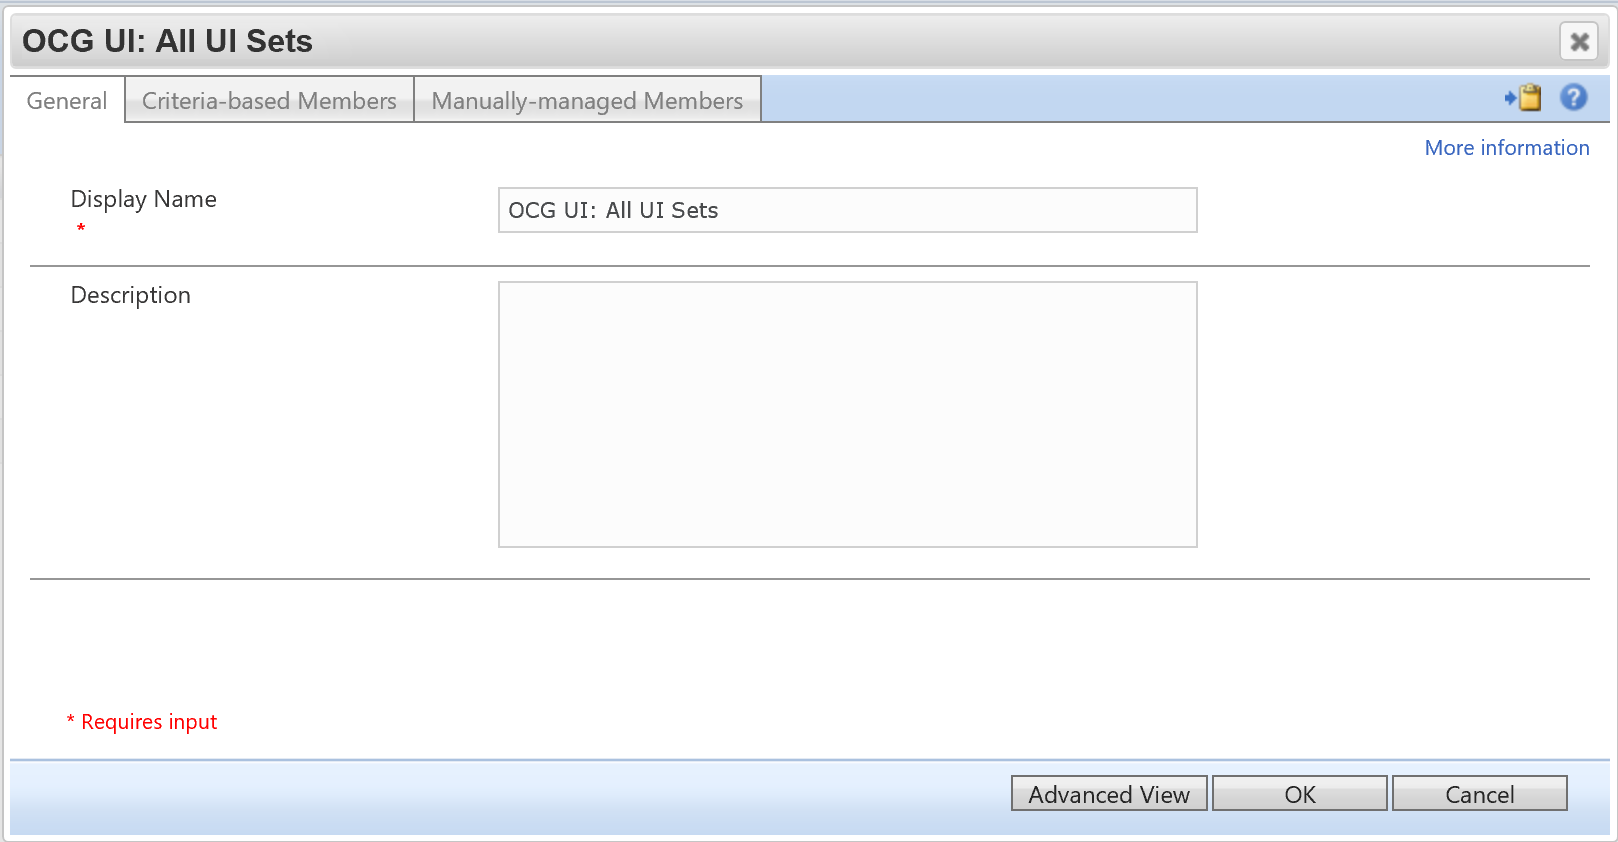 OCG UI: All UI Sets
General
Criteria-based Members
Manually-managed Members
More information
Display Name
*
OCG UI: All UI Sets
Description
* Requires input
Advanced View
OK
Cancel